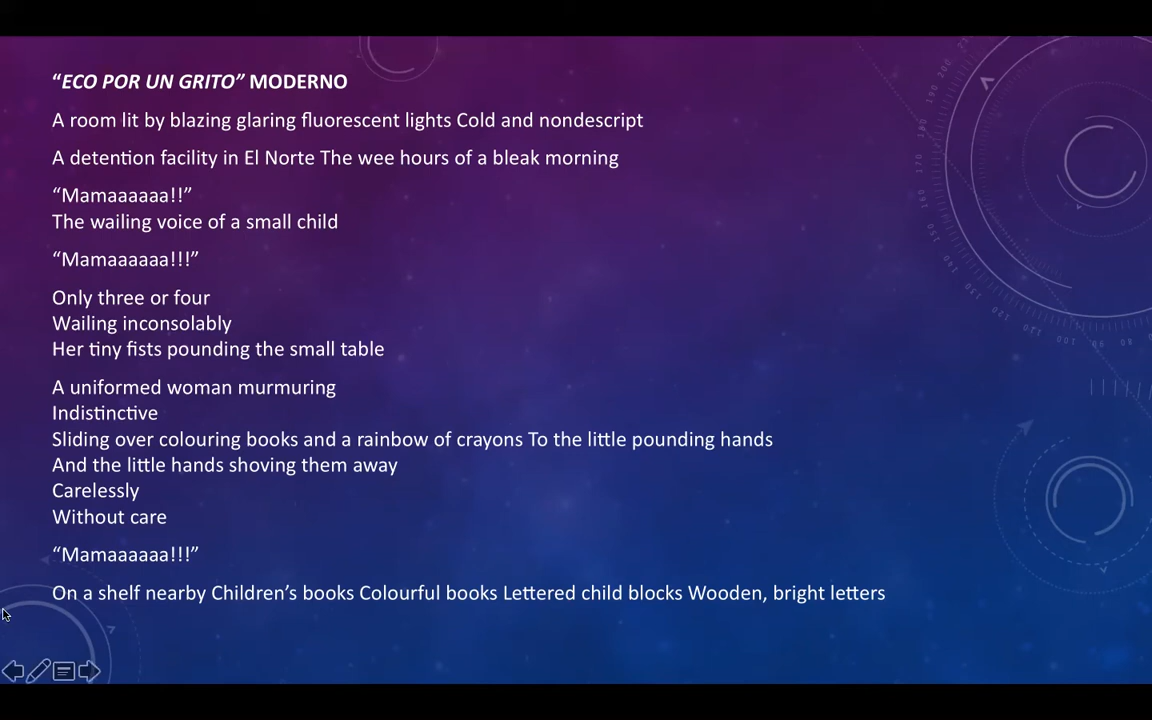 “ECO POR UN GRITO” MODERNO
A room lit by blazing glaring fluorescent lights Cold and nondescript
A detention facility in El Norte The wee hours of a bleak morning
“Mamaaaaaa!!”
The wailing voice of a small child
“Mamaaaaaa!!!”
Only three or four
Wailing inconsolably
Her tiny fists pounding the small table
A uniformed woman murmuring
Indistinctive
Sliding over colouring books and a rainbow of crayons To the little pounding hands
And the little hands shoving them away
Carelessly
Without care
“Mamaaaaaa!!!”
On a shelf nearby Children’s books Colourful books Lettered child blocks Wooden, bright letters